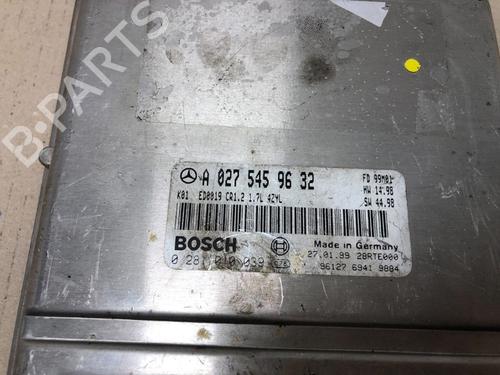 B-PARTS
A 027 545 96 32
FD 99M01
K01 ED0019 CR1.2 1.7L 4ZYL
HW 14.98
SW 44.98
BOSCH
Made in Germany
0 281 010 039
27.01.99 28RTE000
96127 6941 9884